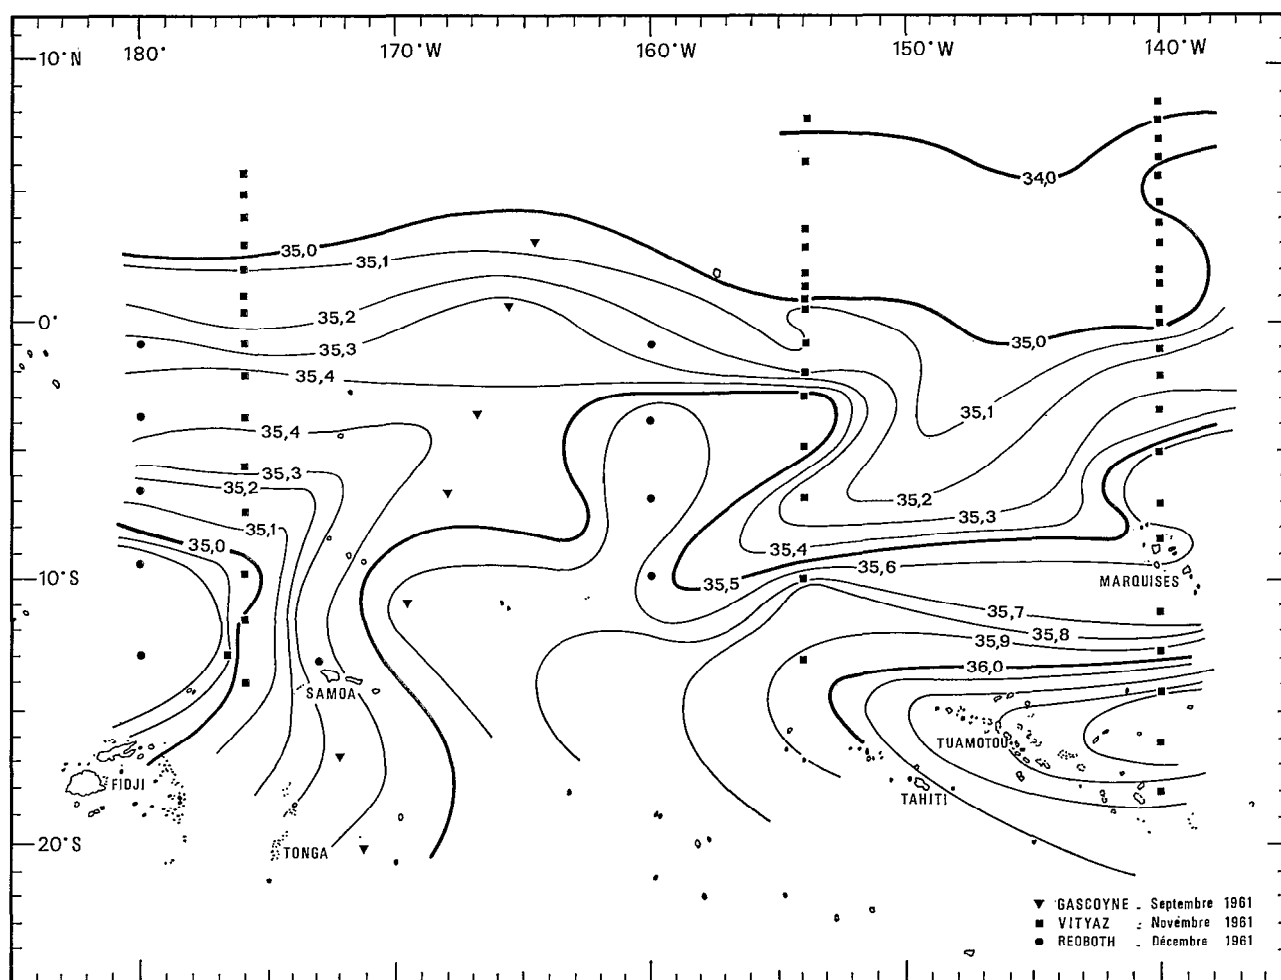 180° 170°W 160°W 150°W 140°W
10°N
34,0
35,0
35,1
35,2
35,3
35,4
0°
35,0
35,1
35,4
35,3
35,2
35,1
35,0
35,2
35,3
35,4
35,5
35,6
10°S
MARQUISES
35,7
35,8
35,9
36,0
SAMOA
TUAMOTOU
FIDJI
TAHITI
20°S
TONGA
GASCOYNE - Septembre 1961
VITYAZ - Novembre 1961
REOBOTH - Décembre 1961